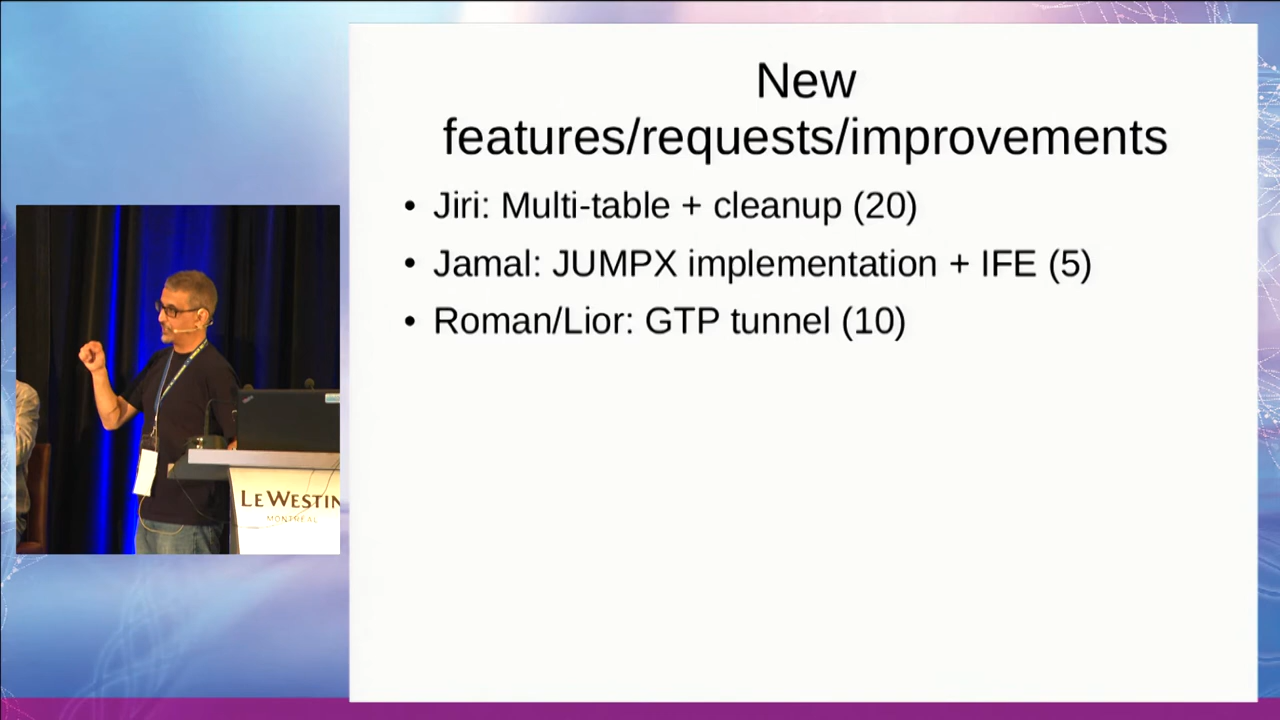 New
features/requests/improvements
• Jiri: Multi-table + cleanup (20)
• Jamal: JUMPX implementation + IFE (5)
• Roman/Lior: GTP tunnel (10)
LE WESTIN
MONTRÉAL